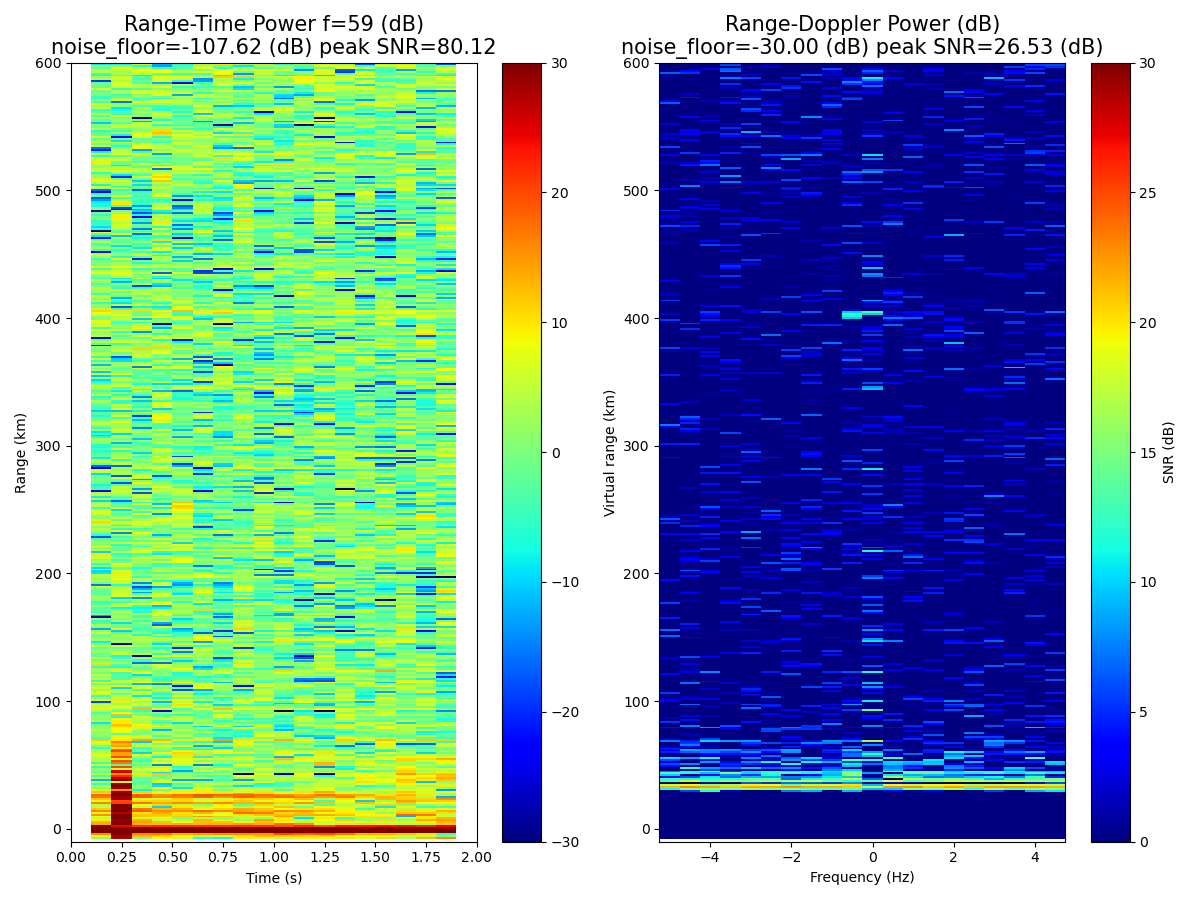 Range-Time Power f=59 (dB)
noise_floor=-107.62 (dB) peak SNR=80.12
Range (km)
600
500
400
300
200
100
0
0.00 0.25 0.50 0.75 1.00 1.25 1.50 1.75 2.00
Time (s)
30
20
10
0
−10
−20
−30
Range-Doppler Power (dB)
noise_floor=-30.00 (dB) peak SNR=26.53 (dB)
Virtual range (km)
600
500
400
300
200
100
0
−4 −2 0 2 4
Frequency (Hz)
30
25
20
15
10
5
0
SNR (dB)